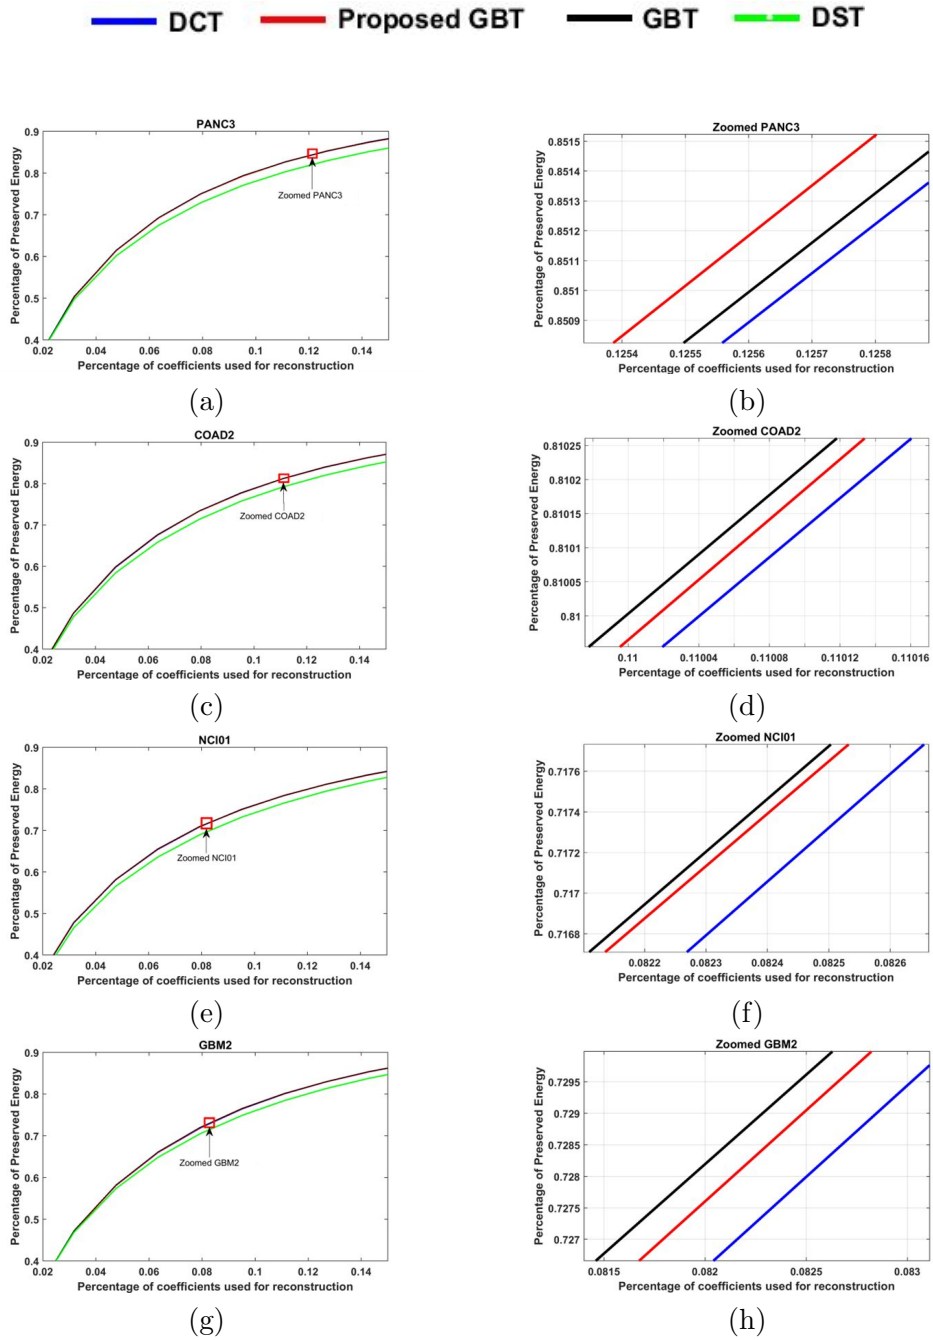 DCT Proposed GBT GBT DST
PANC3
Percentage of Preserved Energy
0.9
0.8
0.7
0.6
0.5
0.4
Zoomed PANC3
0.02 0.04 0.06 0.08 0.1 0.12 0.14
Percentage of coefficients used for reconstruction
(a)
Zoomed PANC3
Percentage of Preserved Energy
0.8515
0.8514
0.8513
0.8512
0.8511
0.851
0.8509
0.1254 0.1255 0.1256 0.1257 0.1258
Percentage of coefficients used for reconstruction
(b)
COAD2
Percentage of Preserved Energy
0.9
0.8
0.7
0.6
0.5
0.4
Zoomed COAD2
0.02 0.04 0.06 0.08 0.1 0.12 0.14
Percentage of coefficients used for reconstruction
(c)
Zoomed COAD2
Percentage of Preserved Energy
0.81025
0.8102
0.81015
0.8101
0.81005
0.81
0.11 0.11004 0.11008 0.11012 0.11016
Percentage of coefficients used for reconstruction
(d)
NCI01
Percentage of Preserved Energy
0.9
0.8
0.7
0.6
0.5
0.4
Zoomed NCI01
0.02 0.04 0.06 0.08 0.1 0.12 0.14
Percentage of coefficients used for reconstruction
(e)
Zoomed NCI01
Percentage of Preserved Energy
0.7176
0.7174
0.7172
0.717
0.7168
0.0822 0.0823 0.0824 0.0825 0.0826
Percentage of coefficients used for reconstruction
(f)
GBM2
Percentage of Preserved Energy
0.9
0.8
0.7
0.6
0.5
0.4
Zoomed GBM2
0.02 0.04 0.06 0.08 0.1 0.12 0.14
Percentage of coefficients used for reconstruction
(g)
Zoomed GBM2
Percentage of Preserved Energy
0.7295
0.729
0.7285
0.728
0.7275
0.727
0.0815 0.082 0.0825 0.083
Percentage of coefficients used for reconstruction
(h)